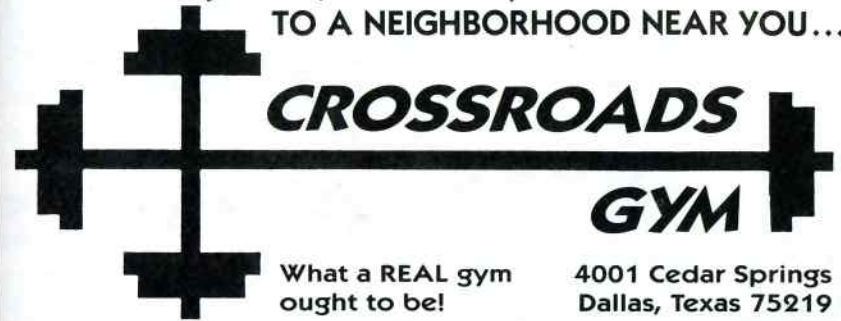 TO A NEIGHBORHOOD NEAR YOU...
CROSSROADS
GYM
What a REAL gym
ought to be!
4001 Cedar Springs
Dallas, Texas 75219